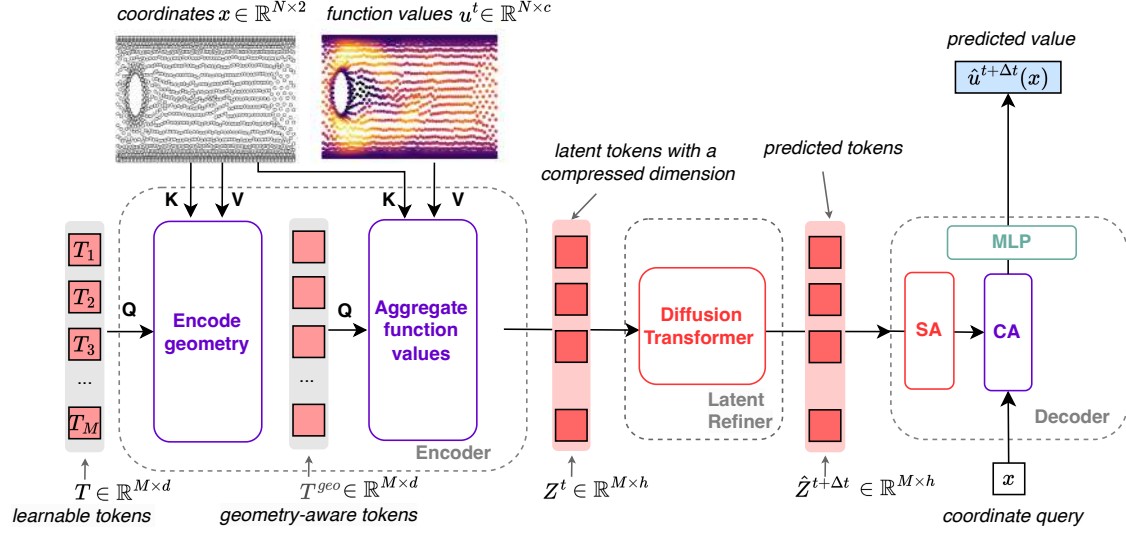 coordinates x ∈ ℝ^{N×2}
function values u^t ∈ ℝ^{N×c}
predicted value
û^{t+Δt}(x)
latent tokens with a
compressed dimension
predicted tokens
K
V
K
V
T_1
T_2
T_3
...
T_M
Q
Encode
geometry
...
Q
Aggregate
function
values
Encoder
Diffusion
Transformer
Latent
Refiner
MLP
SA
CA
Decoder
T ∈ ℝ^{M×d}
learnable tokens
T^{geo} ∈ ℝ^{M×d}
geometry-aware tokens
Z^t ∈ ℝ^{M×h}
Ẑ^{t+Δt} ∈ ℝ^{M×h}
x
coordinate query